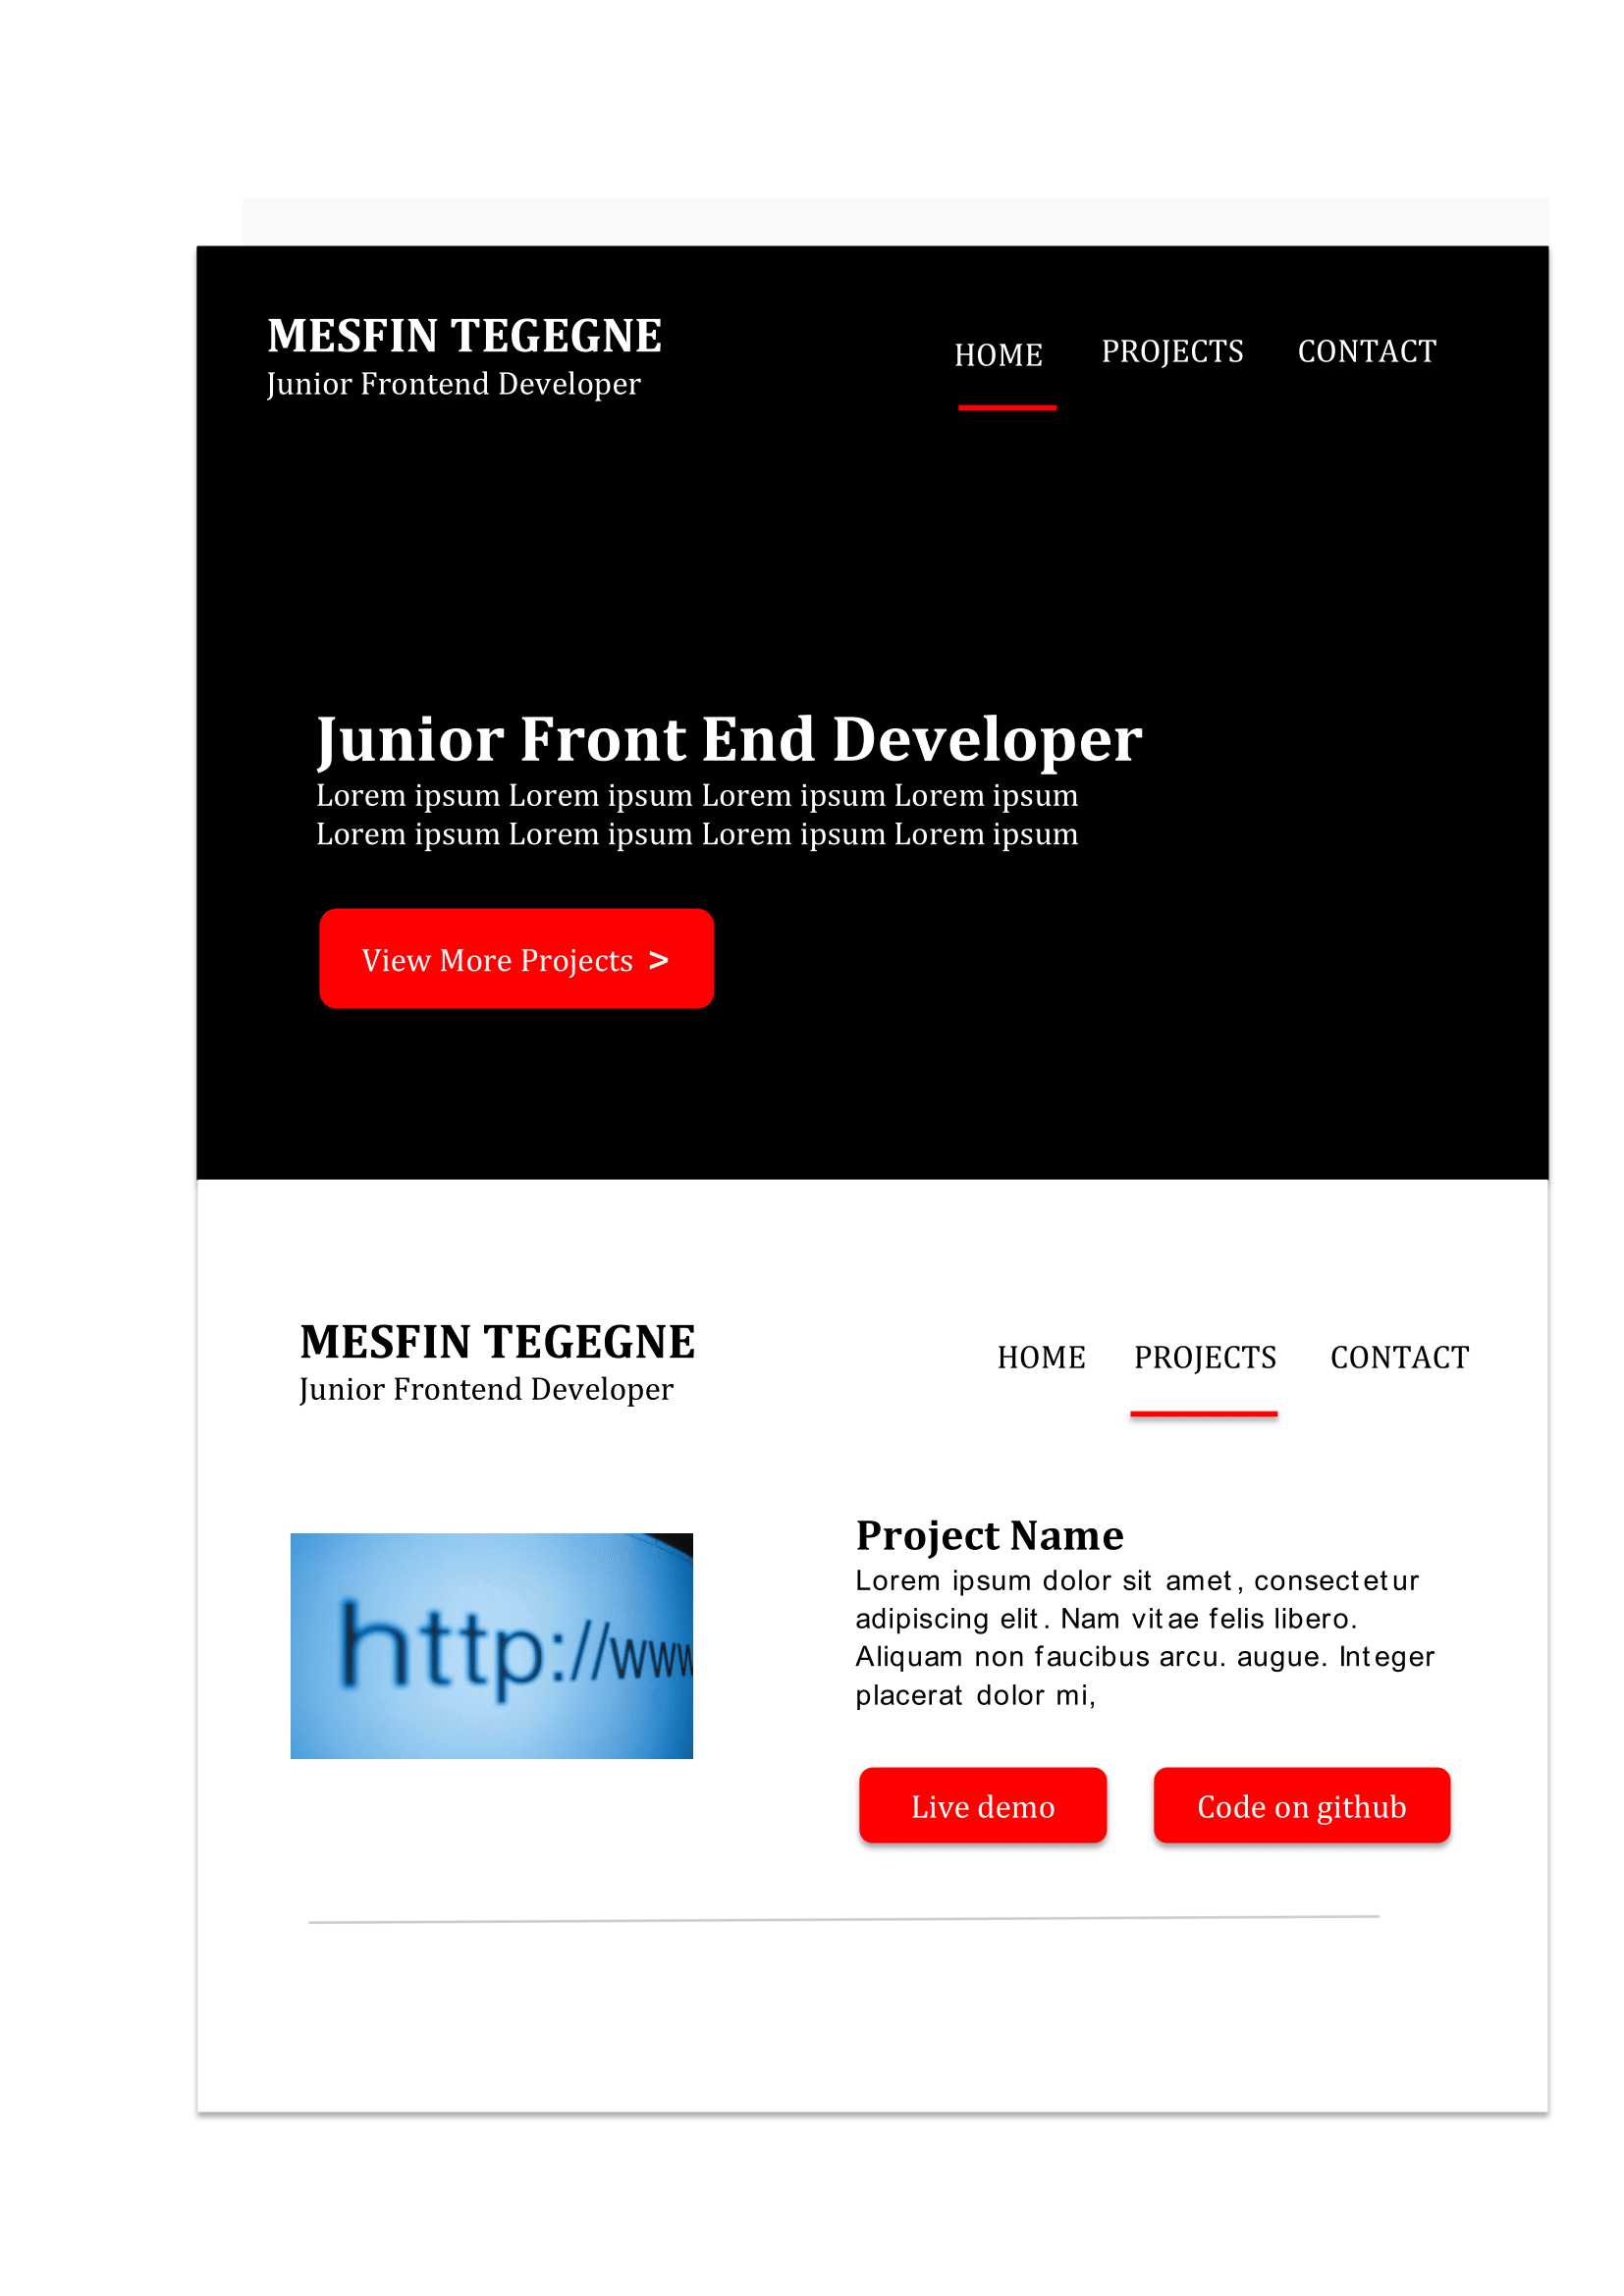 MESFIN TEGEGNE
Junior Frontend Developer
HOME PROJECTS CONTACT
Junior Front End Developer
Lorem ipsum Lorem ipsum Lorem ipsum Lorem ipsum
Lorem ipsum Lorem ipsum Lorem ipsum Lorem ipsum
View More Projects >
MESFIN TEGEGNE
Junior Frontend Developer
HOME PROJECTS CONTACT
http://www
Project Name
Lorem ipsum dolor sit amet, consectetur
adipiscing elit. Nam vitae felis libero.
Aliquam non faucibus arcu. augue. Integer
placerat dolor mi,
Live demo
Code on github